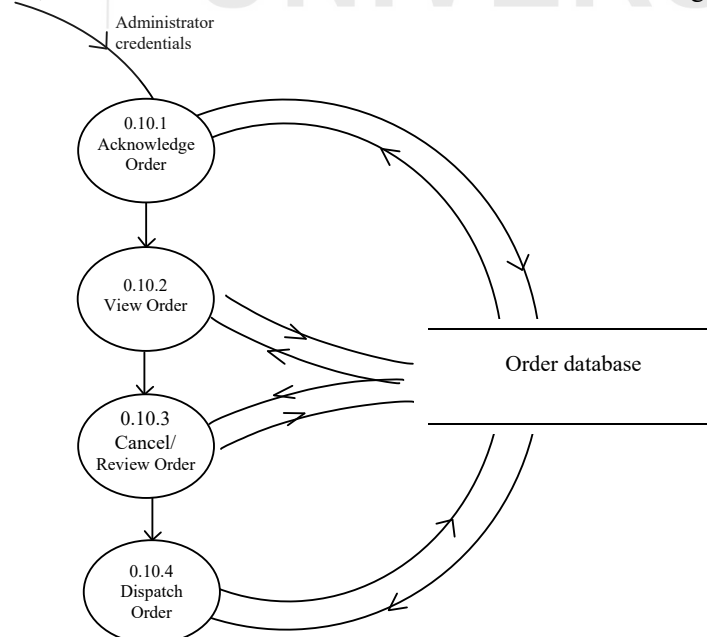 Administrator
credentials
0.10.1
Acknowledge
Order
0.10.2
View Order
Order database
0.10.3
Cancel/
Review Order
0.10.4
Dispatch
Order